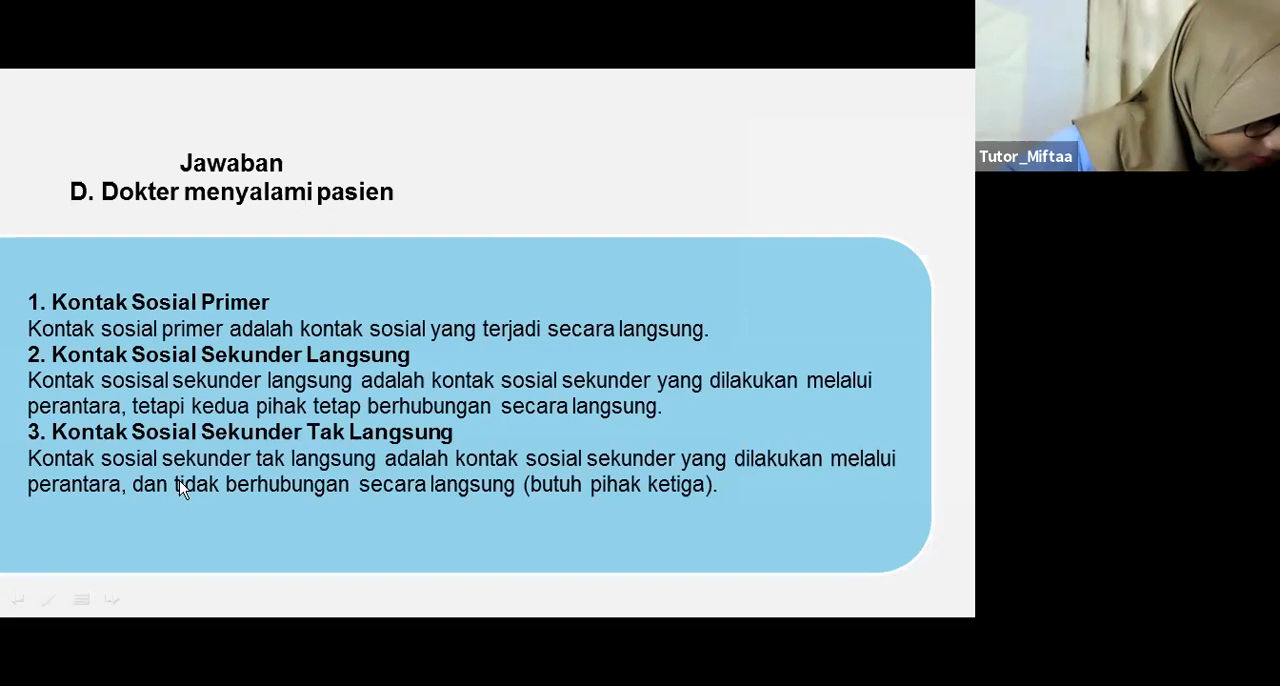 Jawaban
D. Dokter menyalami pasien
1. Kontak Sosial Primer
Kontak sosial primer adalah kontak sosial yang terjadi secara langsung.
2. Kontak Sosial Sekunder Langsung
Kontak sosisal sekunder langsung adalah kontak sosial sekunder yang dilakukan melalui
perantara, tetapi kedua pihak tetap berhubungan secara langsung.
3. Kontak Sosial Sekunder Tak Langsung
Kontak sosial sekunder tak langsung adalah kontak sosial sekunder yang dilakukan melalui
perantara, dan tidak berhubungan secara langsung (butuh pihak ketiga).
Tutor_Miftaa